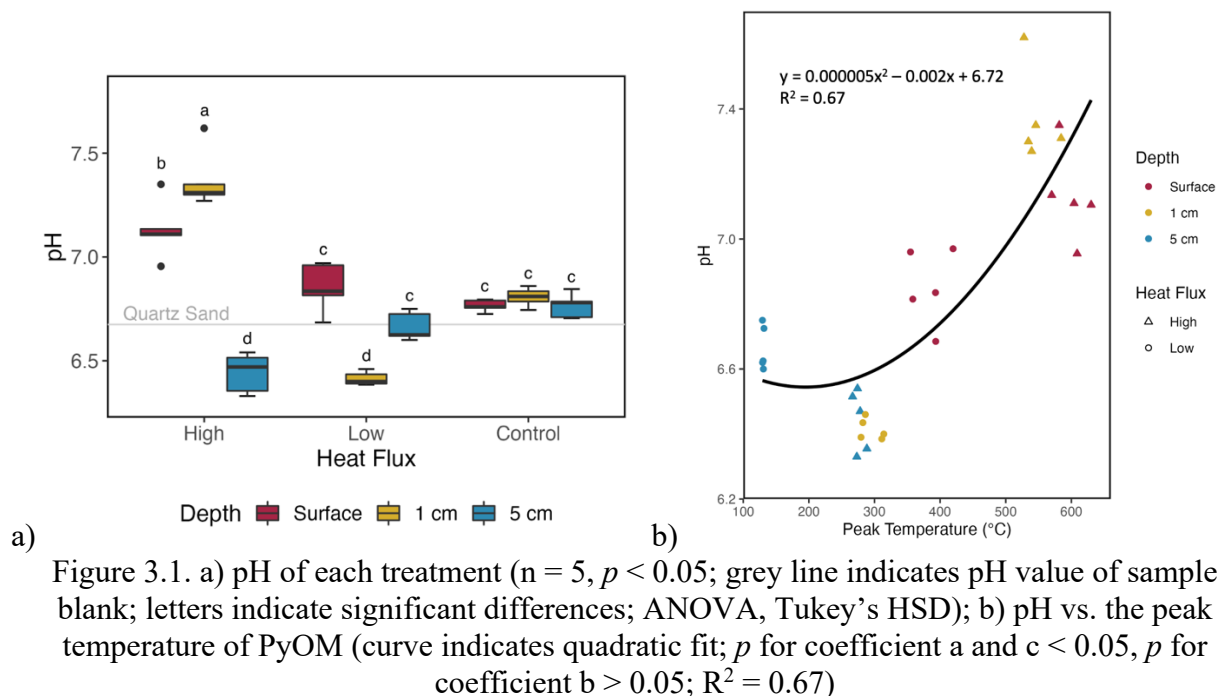 7.5
7.0
6.5
pH
b
a
d
c
d
c
c
c
c
Quartz Sand
High
Low
Control
Heat Flux
Depth
Surface
1 cm
5 cm
a)
y = 0.000005x² – 0.002x + 6.72
R² = 0.67
7.4
7.0
6.6
6.2
pH
100
200
300
400
500
600
Peak Temperature (°C)
Depth
Surface
1 cm
5 cm
Heat Flux
High
Low
b)
Figure 3.1. a) pH of each treatment (n = 5, p < 0.05; grey line indicates pH value of sample
blank; letters indicate significant differences; ANOVA, Tukey’s HSD); b) pH vs. the peak
temperature of PyOM (curve indicates quadratic fit; p for coefficient a and c < 0.05, p for
coefficient b > 0.05; R² = 0.67)